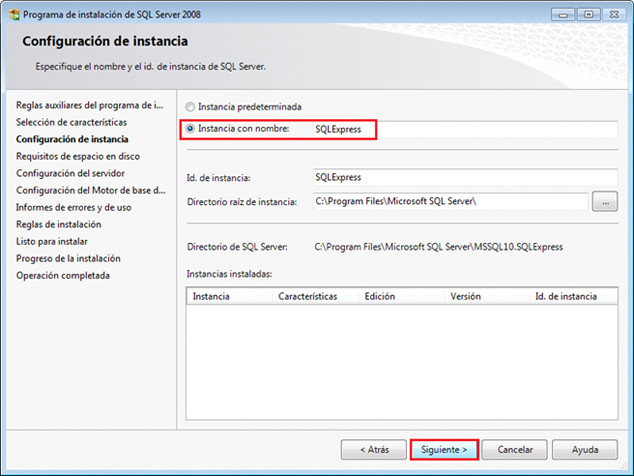 Programa de instalación de SQL Server 2008
Configuración de instancia
Especifique el nombre y el id. de instancia de SQL Server.
Reglas auxiliares del programa de i...
Selección de características
Configuración de instancia
Requisitos de espacio en disco
Configuración del servidor
Configuración del Motor de base d...
Informes de errores y de uso
Reglas de instalación
Listo para instalar
Progreso de la instalación
Operación completada
Instancia predeterminada
Instancia con nombre: SQLExpress
Id. de instancia: SQLExpress
Directorio raíz de instancia: C:\Program Files\Microsoft SQL Server\ ...
Directorio de SQL Server: C:\Program Files\Microsoft SQL Server\MSSQL10.SQLExpress
Instancias instaladas:
Instancia Características Edición Versión Id. de instancia
< Atrás Siguiente > Cancelar Ayuda